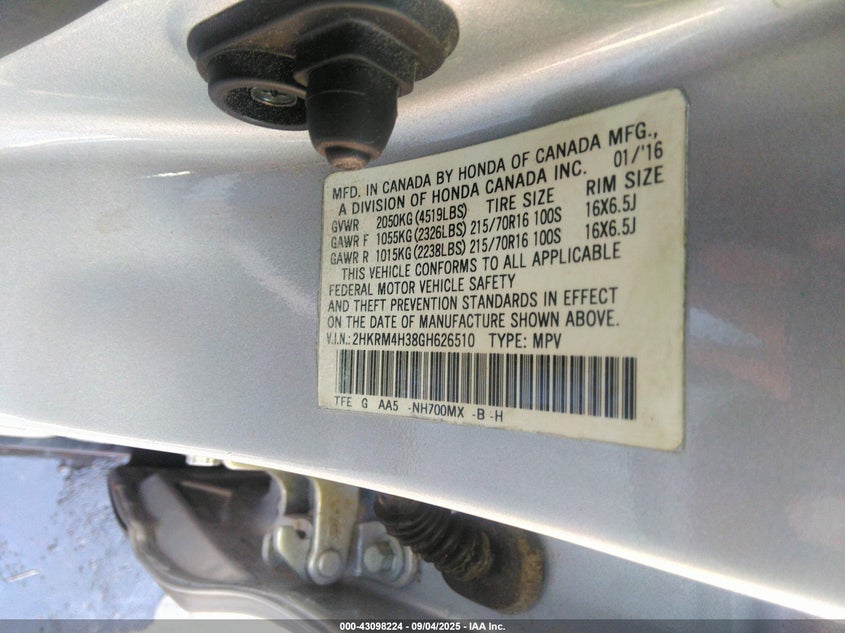 MFD. IN CANADA BY HONDA OF CANADA MFG.,
A DIVISION OF HONDA CANADA INC. 01/'16
GVWR 2050KG (4519LBS) TIRE SIZE RIM SIZE
GAWR F 1055KG (2326LBS) 215/70R16 100S 16X6.5J
GAWR R 1015KG (2238LBS) 215/70R16 100S 16X6.5J
THIS VEHICLE CONFORMS TO ALL APPLICABLE
FEDERAL MOTOR VEHICLE SAFETY
AND THEFT PREVENTION STANDARDS IN EFFECT
ON THE DATE OF MANUFACTURE SHOWN ABOVE.
V.I.N.: 2HKRM4H38GH626510 TYPE: MPV
TFE G AA5 -NH700MX -B -H
000-43098224 - 09/04/2025 - IAA Inc.